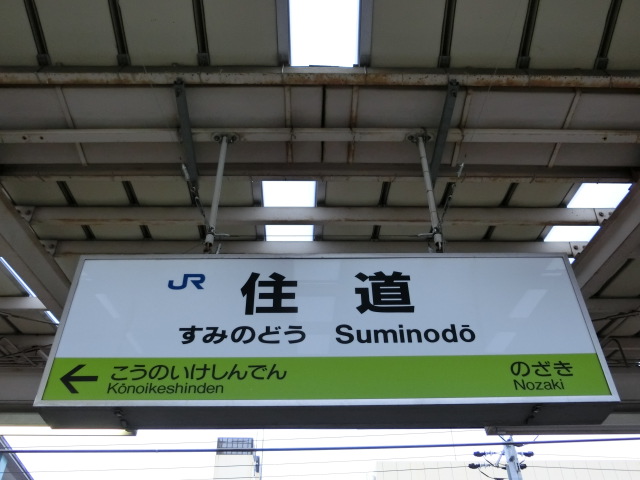 JR 住道
すみのどう Suminodō
← こうのいけしんでん のざき
Kōnoikeshinden Nozaki